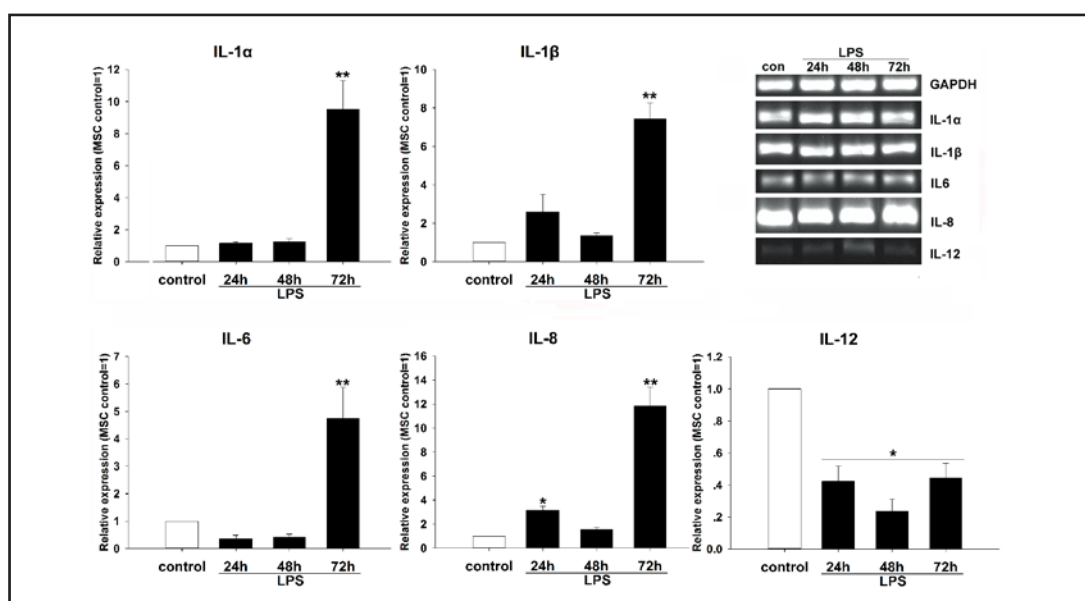 IL-1α
Relative expression (MSC control=1)
12
10
8
6
4
2
0
**
control 24h 48h 72h
LPS
IL-1β
Relative expression (MSC control=1)
10
8
6
4
2
0
**
control 24h 48h 72h
LPS
LPS
con 24h 48h 72h
GAPDH
IL-1α
IL-1β
IL6
IL-8
IL-12
IL-6
Relative expression (MSC control=1)
7
6
5
4
3
2
1
0
**
control 24h 48h 72h
LPS
IL-8
Relative expression (MSC control=1)
16
14
12
10
8
6
4
2
0
*
**
control 24h 48h 72h
LPS
IL-12
Relative expression (MSC control=1)
1.2
1.0
.8
.6
.4
.2
0.0
*
control 24h 48h 72h
LPS